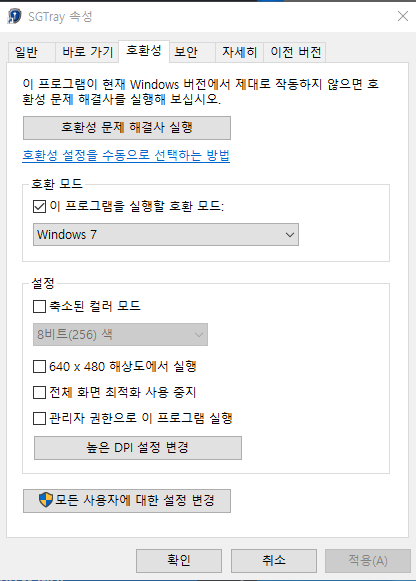 SGTray 속성
일반 바로 가기 호환성 보안 자세히 이전 버전
이 프로그램이 현재 Windows 버전에서 제대로 작동하지 않으면 호
환성 문제 해결사를 실행해 보십시오.
호환성 문제 해결사 실행
호환성 설정을 수동으로 선택하는 방법
호환 모드
이 프로그램을 실행할 호환 모드:
Windows 7
설정
축소된 컬러 모드
8비트(256) 색
640 x 480 해상도에서 실행
전체 화면 최적화 사용 중지
관리자 권한으로 이 프로그램 실행
높은 DPI 설정 변경
모든 사용자에 대한 설정 변경
확인 취소 적용(A)